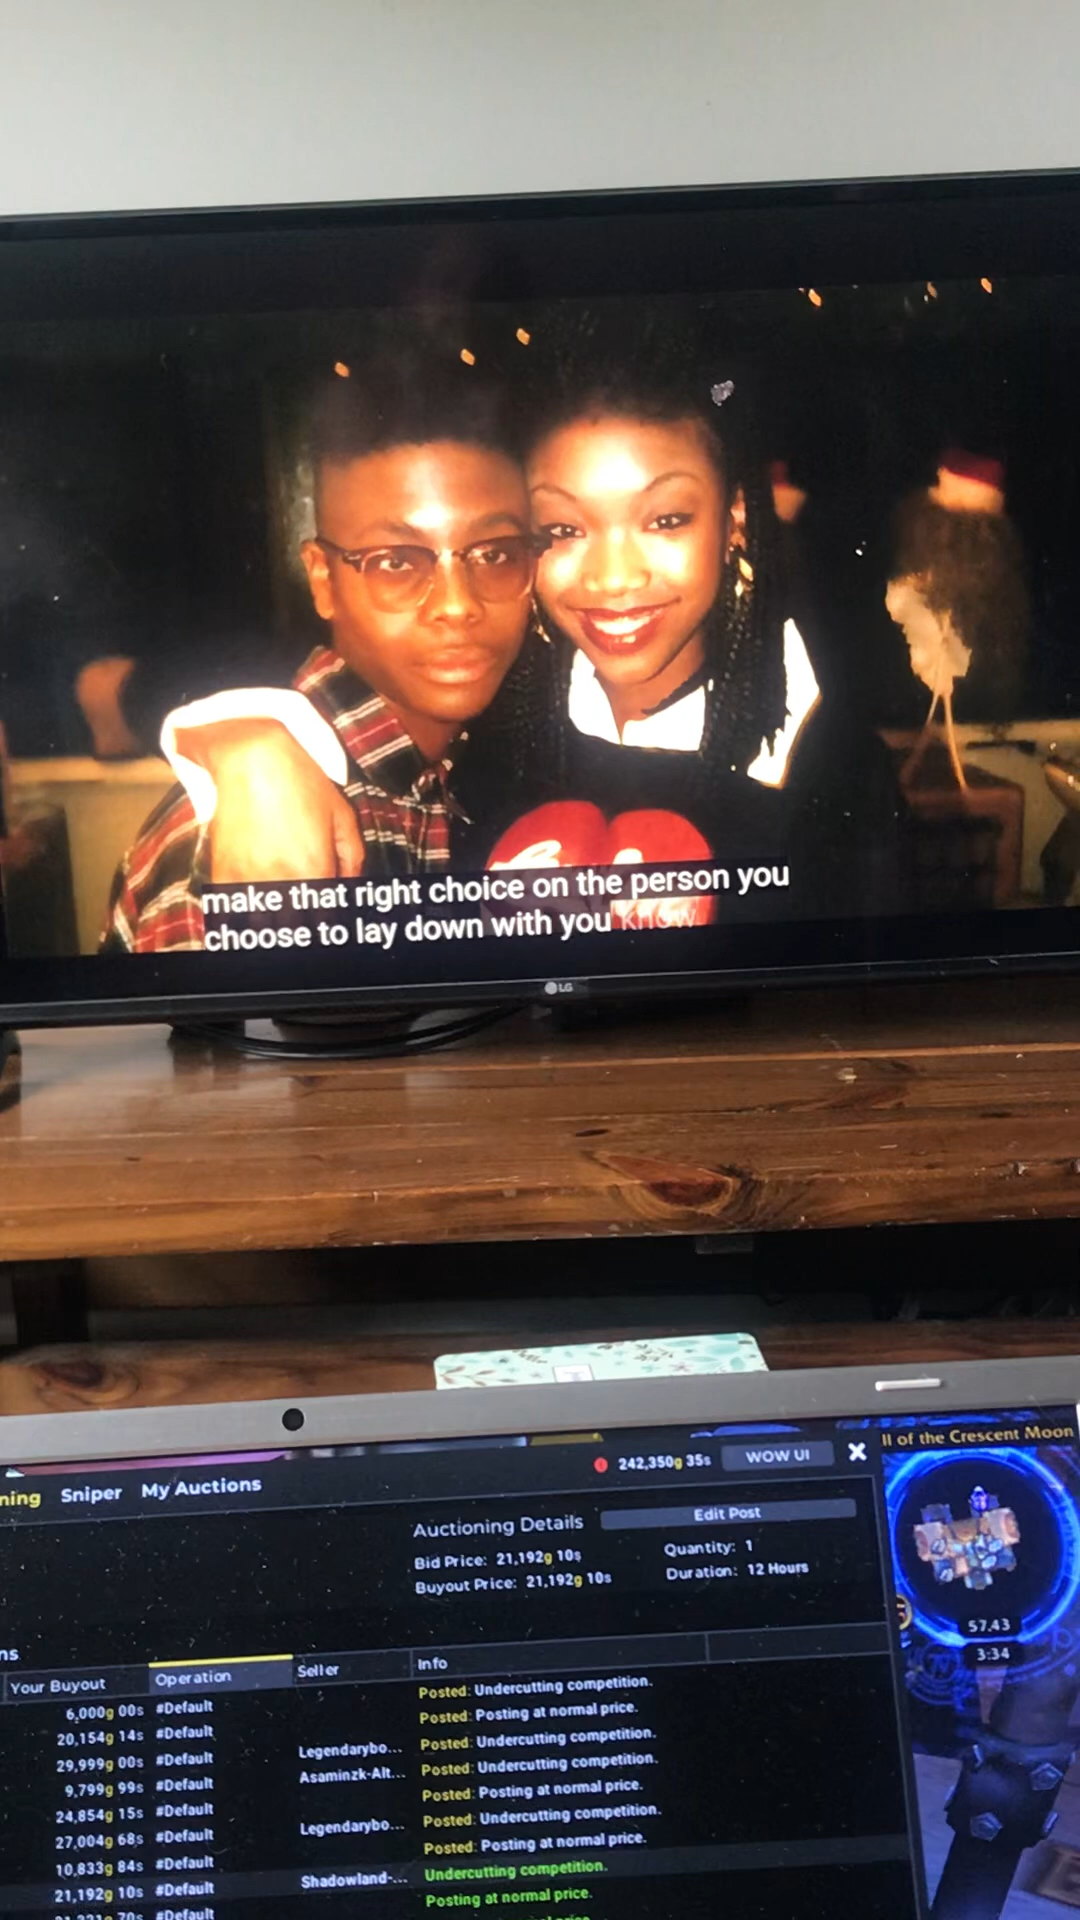 make that right choice on the person you
choose to lay down with you know
LG
ll of the Crescent Moon
ning Sniper My Auctions
242,350g 35s WOW UI X
Auctioning Details Edit Post
Bid Price: 21,192g 10s Quantity: 1
Buyout Price: 21,192g 10s Duration: 12 Hours
57.43
3:34
ns
Your Buyout Operation Seller Info
6,000g 00s #Default Posted: Undercutting competition.
20,154g 14s #Default Posted: Posting at normal price.
29,999g 00s #Default Legendarybo... Posted: Undercutting competition.
9,799g 99s #Default Asaminzk-Alt... Posted: Undercutting competition.
24,854g 15s #Default Posted: Posting at normal price.
27,004g 68s #Default Legendarybo... Posted: Undercutting competition.
10,833g 84s #Default Posted: Posting at normal price.
21,192g 10s #Default Shadowland-... Undercutting competition.
70s #Default Posting at normal price.